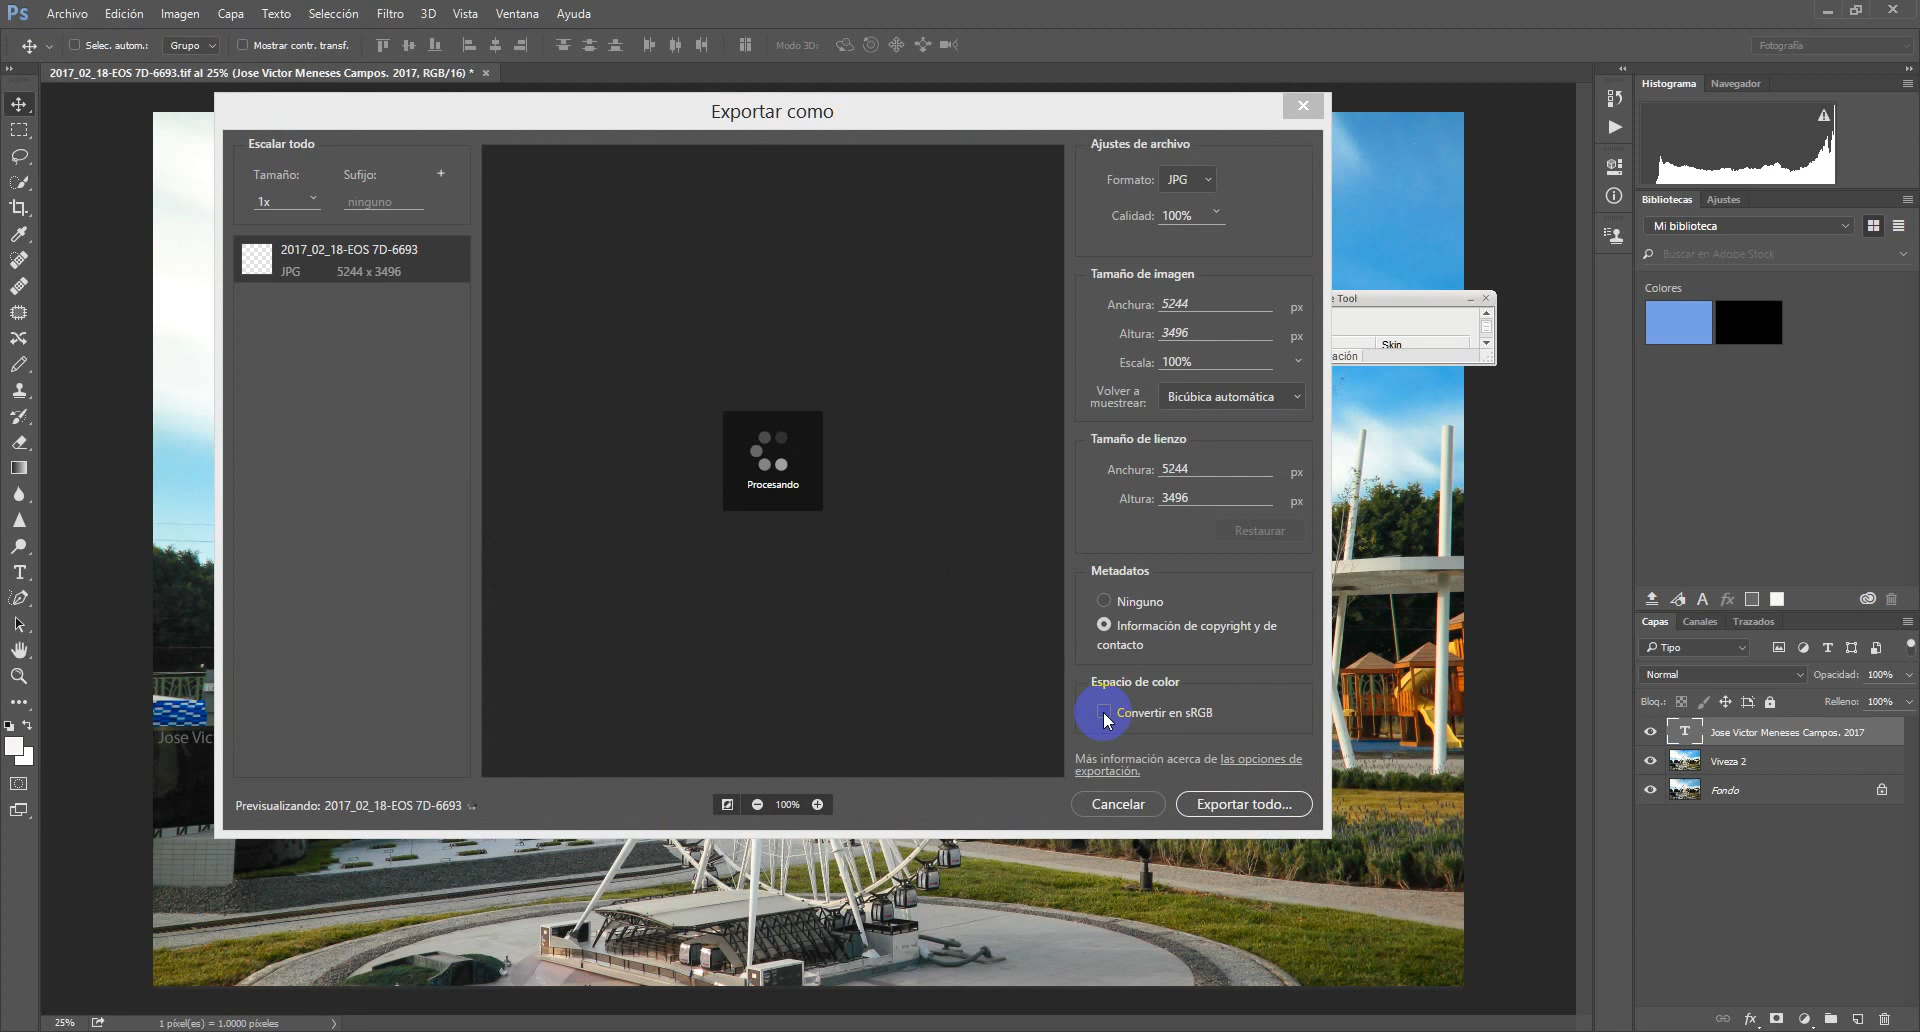 Ps Archivo Edición Imagen Capa Texto Selección Filtro 3D Vista Ventana Ayuda
Selec. autom.: Grupo Mostrar contr. transf. Modo 3D: Fotografía
2017_02_18-EOS 7D-6693.tif al 25% (Jose Victor Meneses Campos. 2017, RGB/16) *
Histograma Navegador
Exportar como
Escalar todo
Tamaño: Sufijo:
1x ninguno
2017_02_18-EOS 7D-6693
JPG 5244 x 3496
Procesando
Ajustes de archivo
Formato: JPG
Calidad: 100%
Tamaño de imagen
Anchura: 5244 px
Altura: 3496 px
Escala: 100%
Volver a muestrear: Bicúbica automática
Tamaño de lienzo
Anchura: 5244 px
Altura: 3496 px
Restaurar
Metadatos
Ninguno
Información de copyright y de
contacto
Espacio de color
Convertir en sRGB
Más información acerca de las opciones de
exportación.
Previsualizando: 2017_02_18-EOS 7D-6693
100%
Cancelar Exportar todo...
e Tool
Skin
ación
Jose Vic
Bibliotecas Ajustes
Mi biblioteca
Buscar en Adobe Stock
Colores
Capas Canales Trazados
Tipo
Normal Opacidad: 100%
Bloq.: Relleno: 100%
Jose Victor Meneses Campos. 2017
Viveza 2
Fondo
25% 1 píxel(es) = 1.0000 píxeles